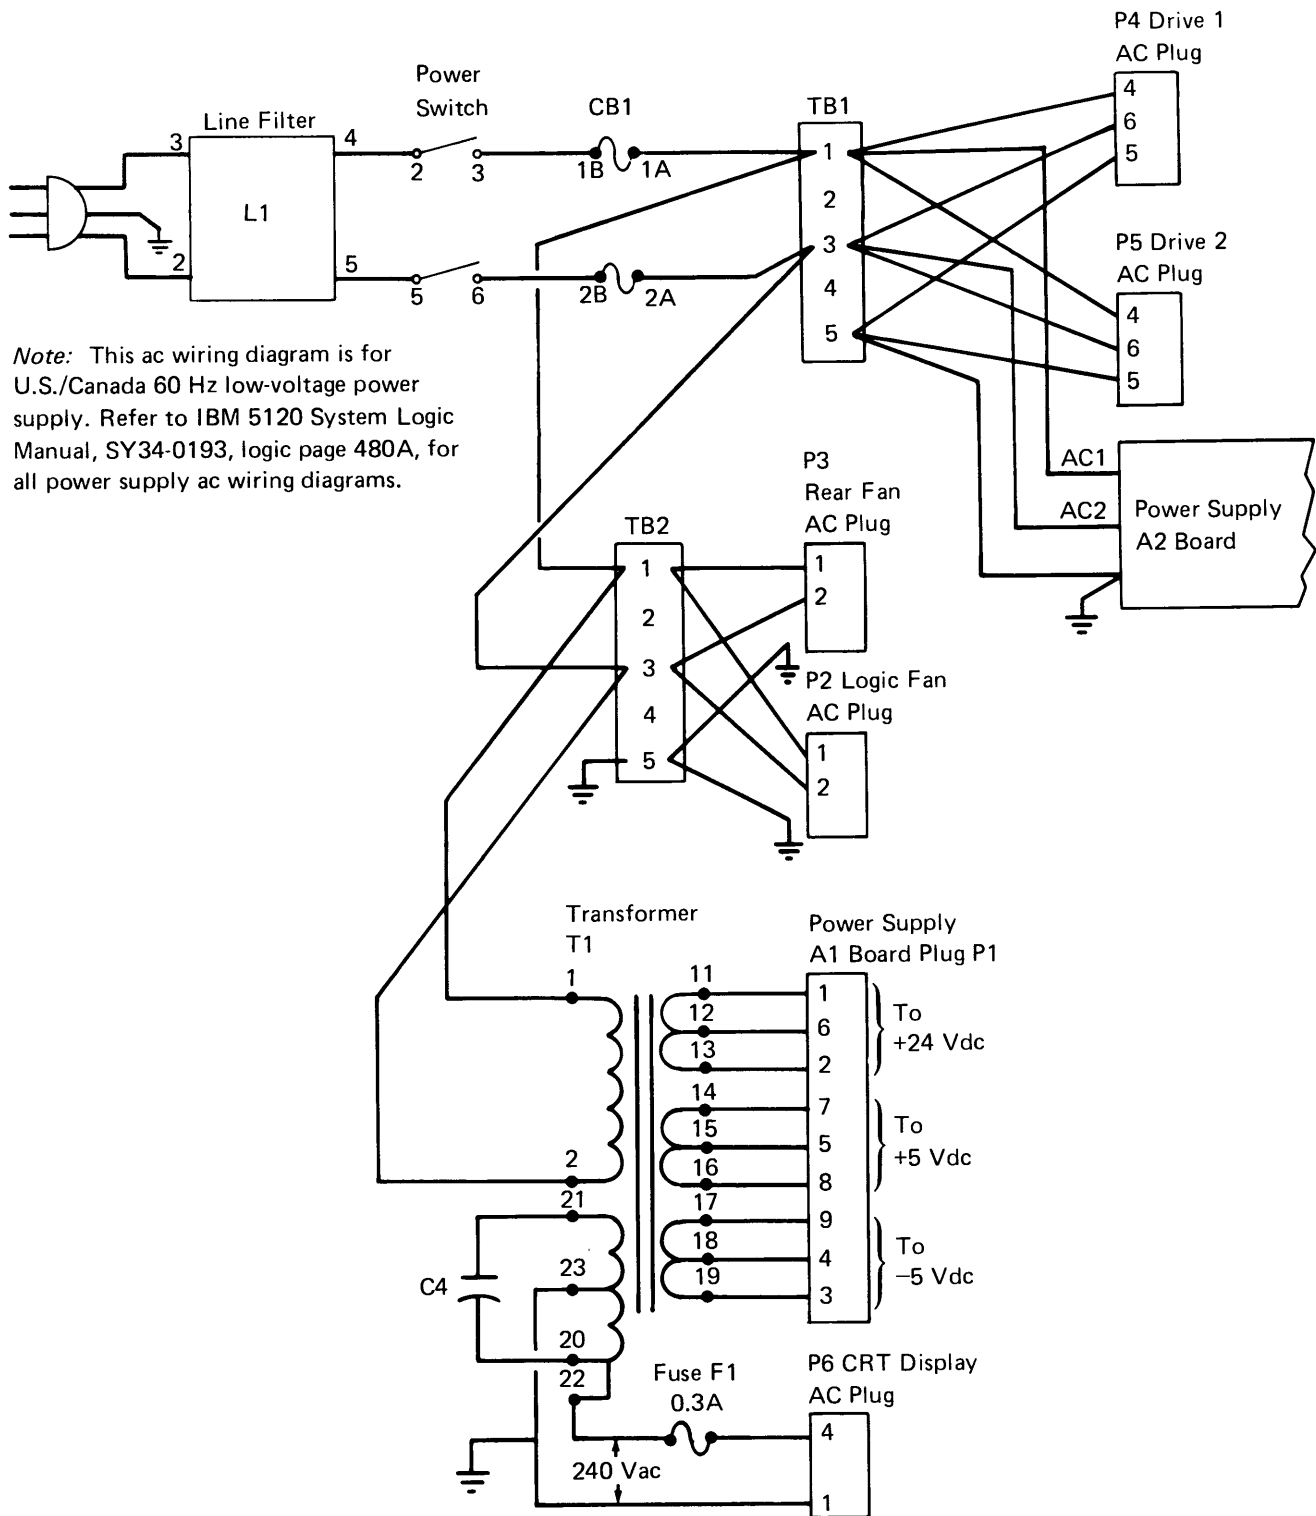 P4 Drive 1
AC Plug
4
6
5
Power
Switch
CB1
TB1
Line Filter
3
4
2
3
1B
1A
1
2
3
4
5
L1
2
5
5
6
2B
2A
P5 Drive 2
AC Plug
4
6
5
Note: This ac wiring diagram is for
U.S./Canada 60 Hz low-voltage power
supply. Refer to IBM 5120 System Logic
Manual, SY34-0193, logic page 480A, for
all power supply ac wiring diagrams.
AC1
AC2
Power Supply
A2 Board
P3
Rear Fan
AC Plug
1
2
TB2
1
2
3
4
5
P2 Logic Fan
AC Plug
1
2
Transformer
T1
1
2
21
23
20
22
C4
11
12
13
14
15
16
17
18
19
Power Supply
A1 Board Plug P1
1
6
2
7
5
8
9
4
3
To
+24 Vdc
To
+5 Vdc
To
−5 Vdc
Fuse F1
0.3A
240 Vac
P6 CRT Display
AC Plug
4
1